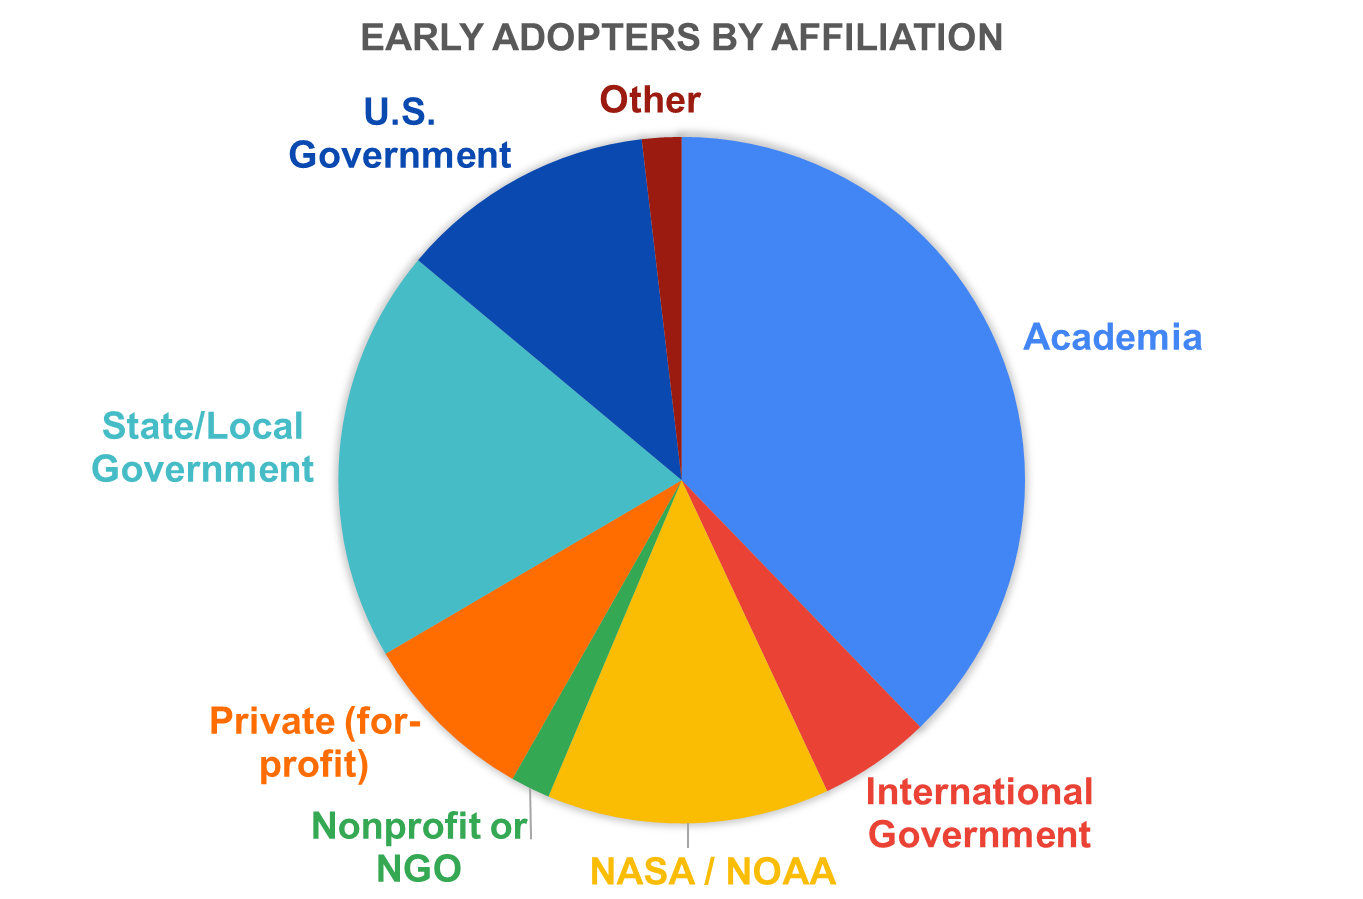 EARLY ADOPTERS BY AFFILIATION
Other
U.S.
Government
Academia
State/Local
Government
Private (for-
profit)
International
Government
Nonprofit or
NGO
NASA / NOAA